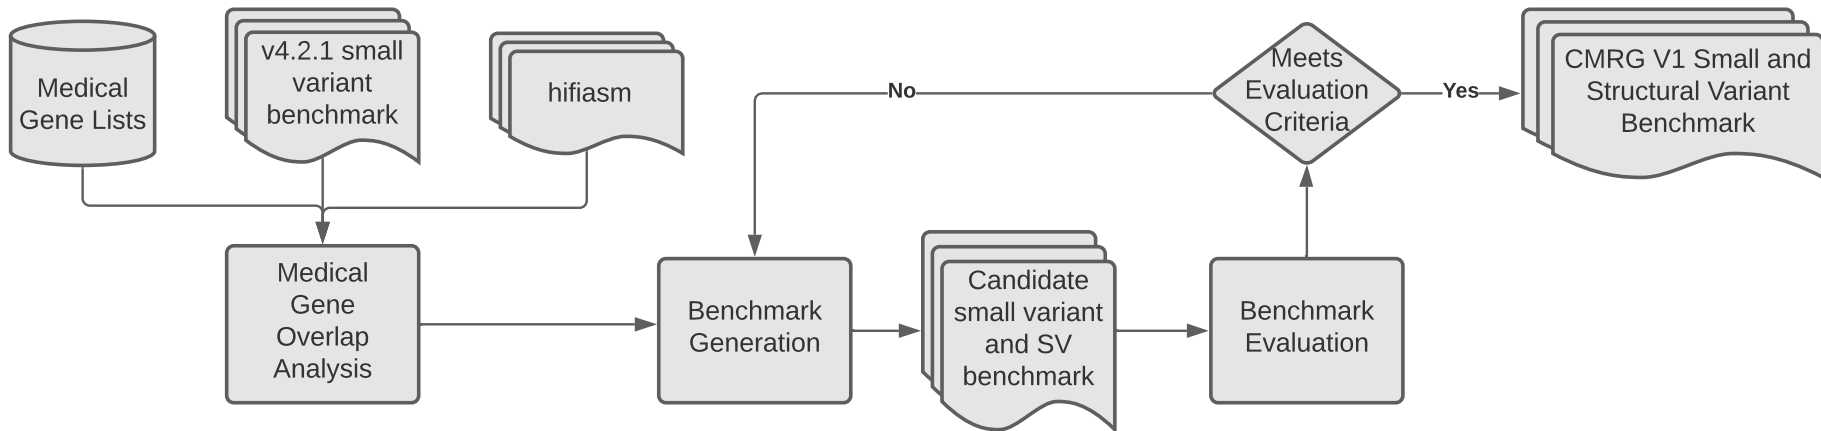 Medical
Gene Lists
v4.2.1 small
variant
benchmark
hifiasm
No
Meets
Evaluation
Criteria
Yes
CMRG V1 Small and
Structural Variant
Benchmark
Medical
Gene
Overlap
Analysis
Benchmark
Generation
Candidate
small variant
and SV
benchmark
Benchmark
Evaluation